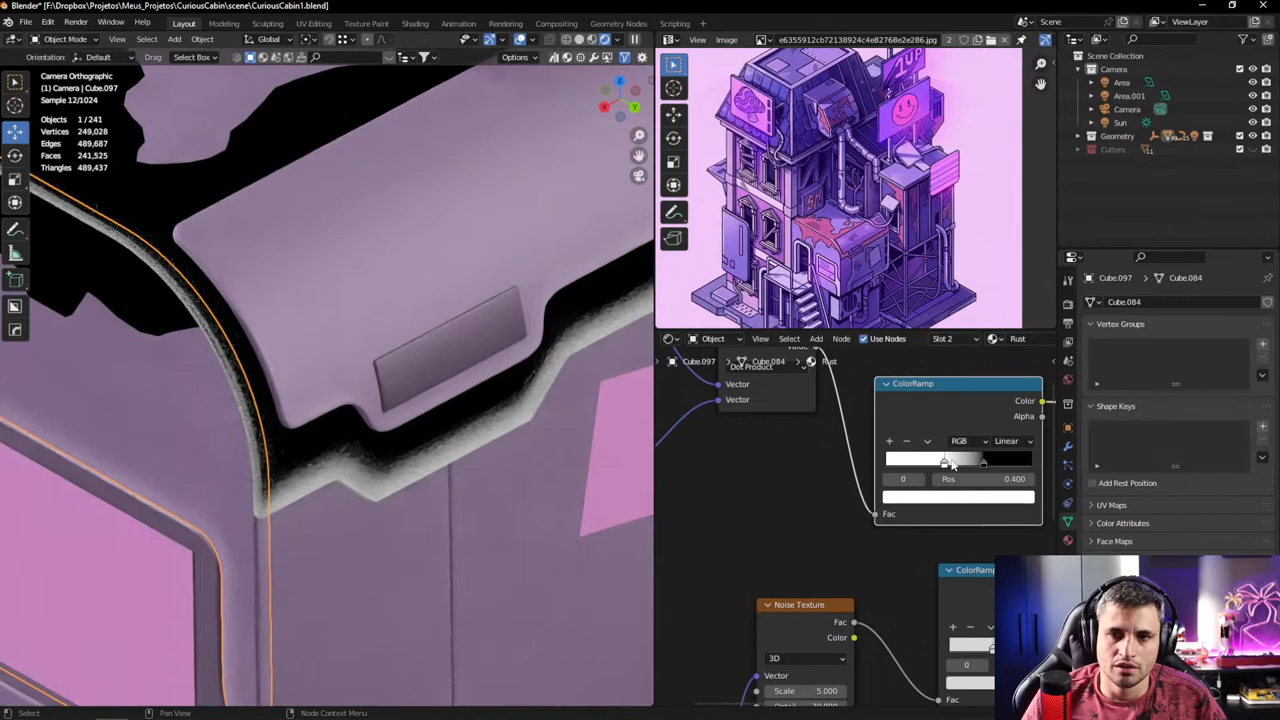 Blender* [F:\Dropbox\Projetos\Meus_Projetos\CuriousCabin\scene\CuriousCabin1.blend]
File Edit Render Window Help Layout Modeling Sculpting UV Editing Texture Paint Shading Animation Rendering Compositing Geometry Nodes Scripting Scene ViewLayer
Object Mode View Select Add Object Global View Image e6355912cb72138924c4e82768e2e286.jpg 2
Orientation: Default Drag: Select Box Options
Camera Orthographic
(1) Camera | Cube.097
Sample 12/1024
Objects 1 / 241
Vertices 249,028
Edges 489,687
Faces 241,525
Triangles 489,437
Z
X
Y
1UP
Scene Collection
Camera
Area
Area.001
Camera
Sun
Geometry
Cutters
11
Object View Select Add Node Use Nodes Slot 2 Rust
Cube.097 Cube.084 Rust
Dot Product
Vector
Vector
ColorRamp
Color
Alpha
RGB Linear
0 Pos 0.400
Fac
Noise Texture
Fac
Color
3D
Vector
Scale 5.000
ColorRamp
0
Fac
Cube.097 Cube.084
Cube.084
Vertex Groups
Shape Keys
Add Rest Position
UV Maps
Color Attributes
Face Maps
Select Pan View Node Context Menu